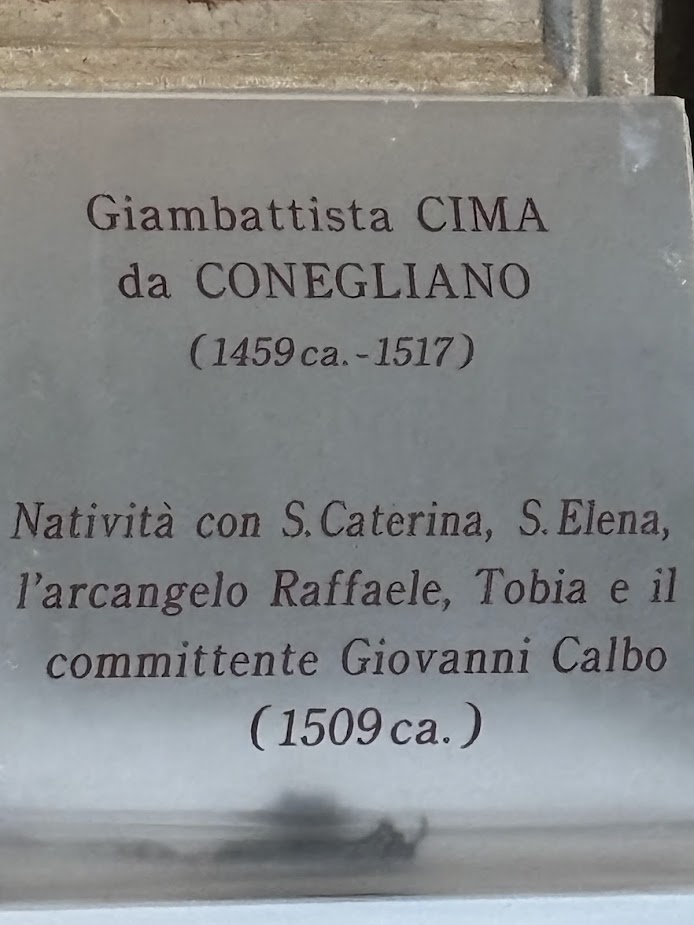 Giambattista CIMA
da CONEGLIANO
(1459 ca. - 1517)
Natività con S. Caterina, S. Elena,
l'arcangelo Raffaele, Tobia e il
committente Giovanni Calbo
(1509 ca.)